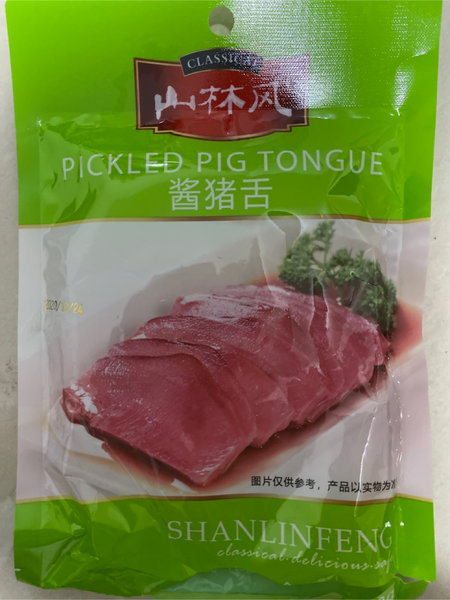 CLASSICAL
山林风
PICKLED PIG TONGUE
酱猪舌
图片仅供参考，产品以实物为
SHANLINFENG
classical.delicious.sa